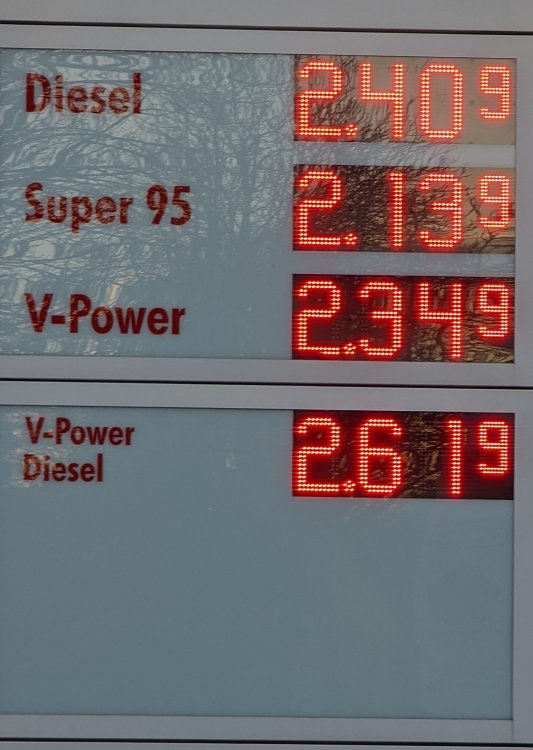 Diesel 2.409
Super 95 2.139
V-Power 2.349
V-Power 2.619
Diesel